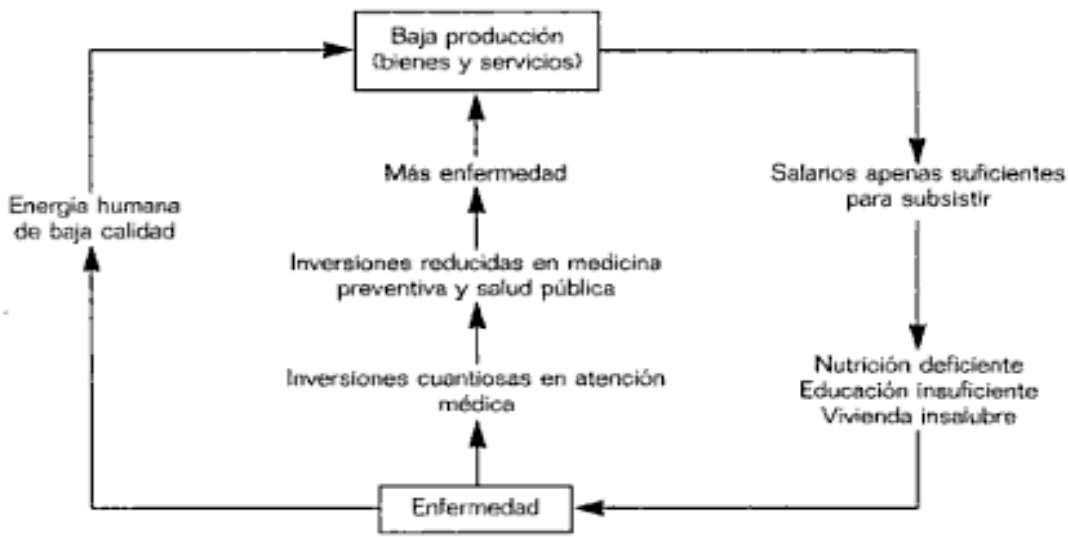 Baja producción
(bienes y servicios)
Más enfermedad
Salarios apenas suficientes
para subsistir
Energía humana
de baja calidad
Inversiones reducidas en medicina
preventiva y salud pública
Nutrición deficiente
Educación insuficiente
Vivienda insalubre
Inversiones cuantiosas en atención
médica
Enfermedad